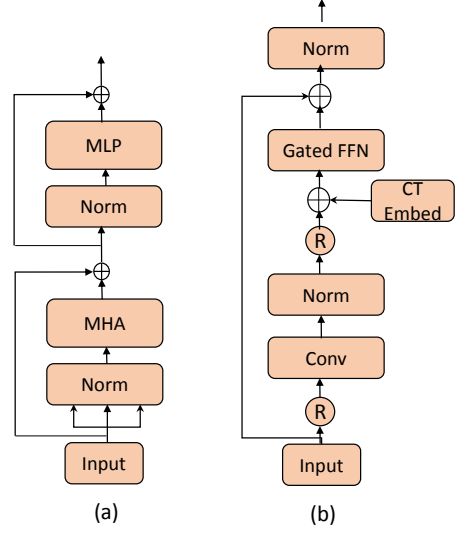 MLP
Norm
MHA
Norm
Input
(a)
Norm
Gated FFN
CT
Embed
R
Norm
Conv
R
Input
(b)